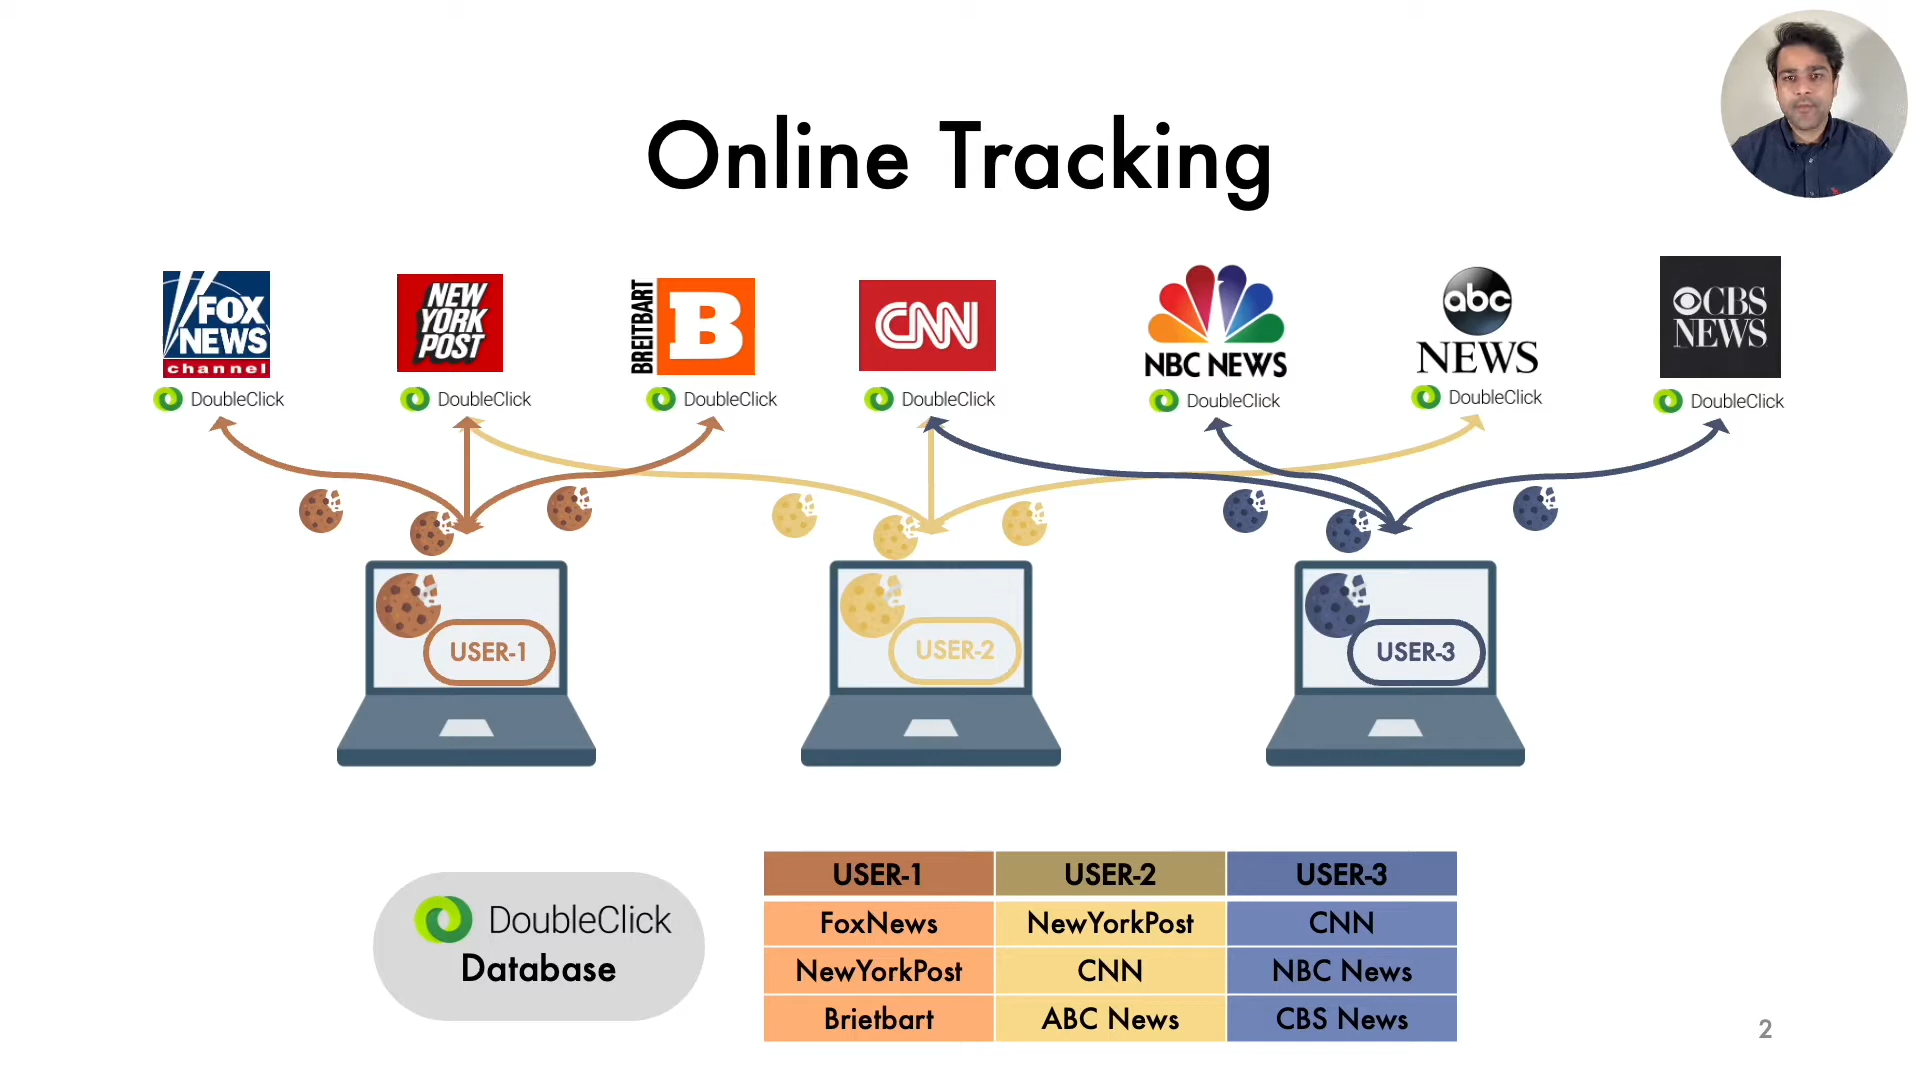 Online Tracking
FOX
NEWS
channel
NEW
YORK
POST
BREITBART
B
CNN
NBC NEWS
abc
NEWS
CBS
NEWS
DoubleClick
DoubleClick
DoubleClick
DoubleClick
DoubleClick
DoubleClick
DoubleClick
USER-1
USER-2
USER-3
DoubleClick
Database
USER-1 USER-2 USER-3
FoxNews NewYorkPost CNN
NewYorkPost CNN NBC News
Brietbart ABC News CBS News
2